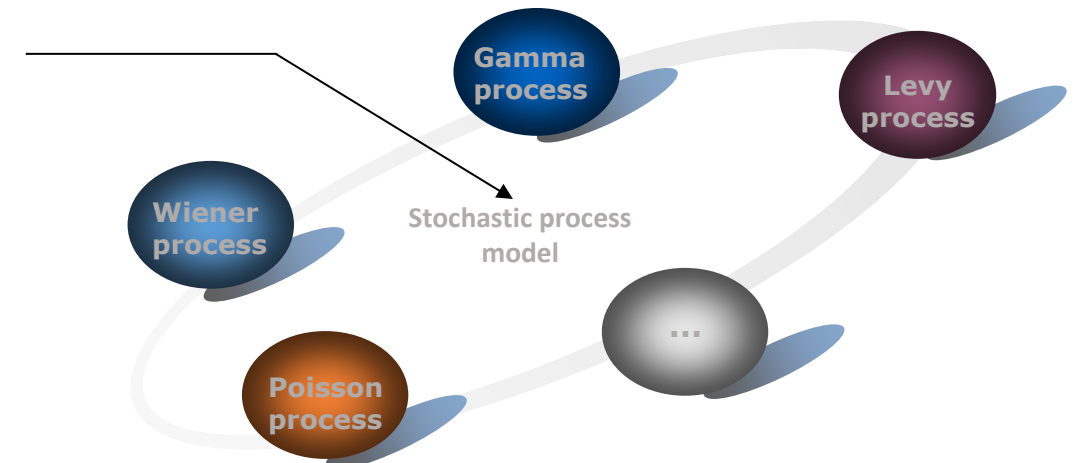 Gamma
process
Levy
process
Wiener
process
Stochastic process
model
...
Poisson
process